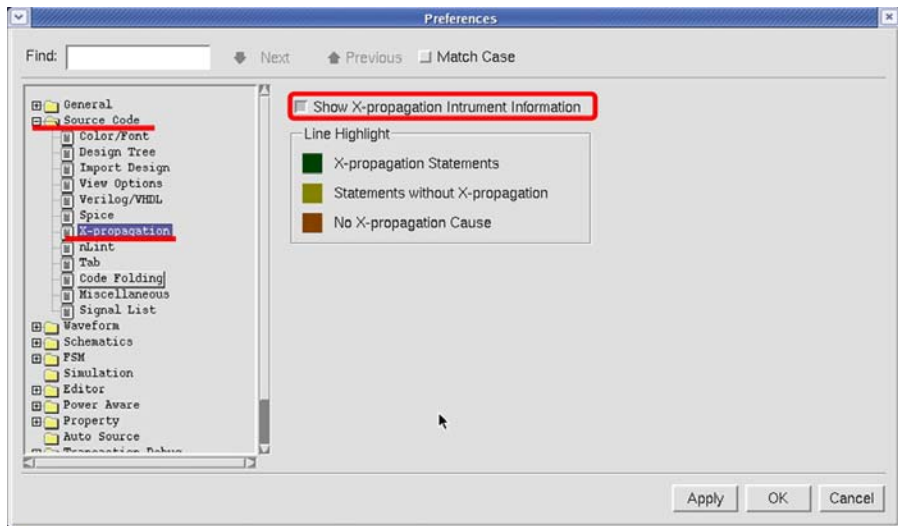 Preferences
Find:
Next
Previous
Match Case
General
Source Code
Color/Font
Design Tree
Import Design
View Options
Verilog/VHDL
Spice
X-propagation
nLint
Tab
Code Folding
Miscellaneous
Signal List
Waveform
Schematics
FSM
Simulation
Editor
Power Aware
Property
Auto Source
Transaction Debug
Show X-propagation Intrument Information
Line Highlight
X-propagation Statements
Statements without X-propagation
No X-propagation Cause
Apply
OK
Cancel